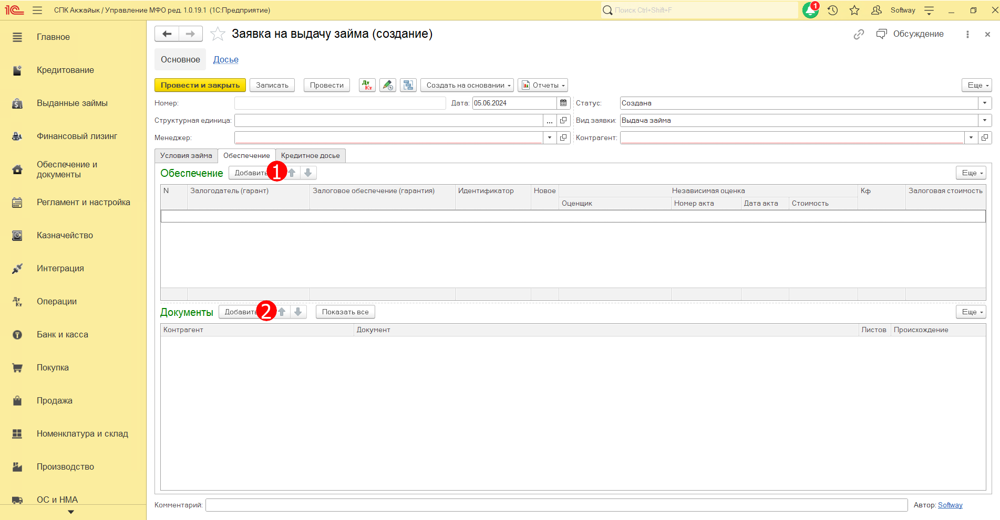 1С СПК Акжайык / Управление МФО ред. 1.0.19.1 (1С:Предприятие) Поиск Ctrl+Shift+F 1 Softway
Главное
Кредитование
Выданные займы
Финансовый лизинг
Обеспечение и
документы
Регламент и настройка
Казначейство
Интеграция
Дт Кт Операции
Банк и касса
Покупка
Продажа
Номенклатура и склад
Производство
ОС и НМА
Заявка на выдачу займа (создание) Обсуждение
Основное Досье
Провести и закрыть Записать Провести Дт Кт Создать на основании Отчеты Еще
Номер: Дата: 05.06.2024 Статус: Создана
Структурная единица: ... Вид заявки: Выдача займа
Менеджер: Контрагент:
Условия займа Обеспечение Кредитное досье
Обеспечение Добавить 1 Еще
N Залогодатель (гарант) Залоговое обеспечение (гарантия) Идентификатор Новое Независимая оценка Кф Залоговая стоимость
Оценщик Номер акта Дата акта Стоимость
Документы Добавить 2 Показать все Еще
Контрагент Документ Листов Происхождение
Комментарий: Автор: Softway